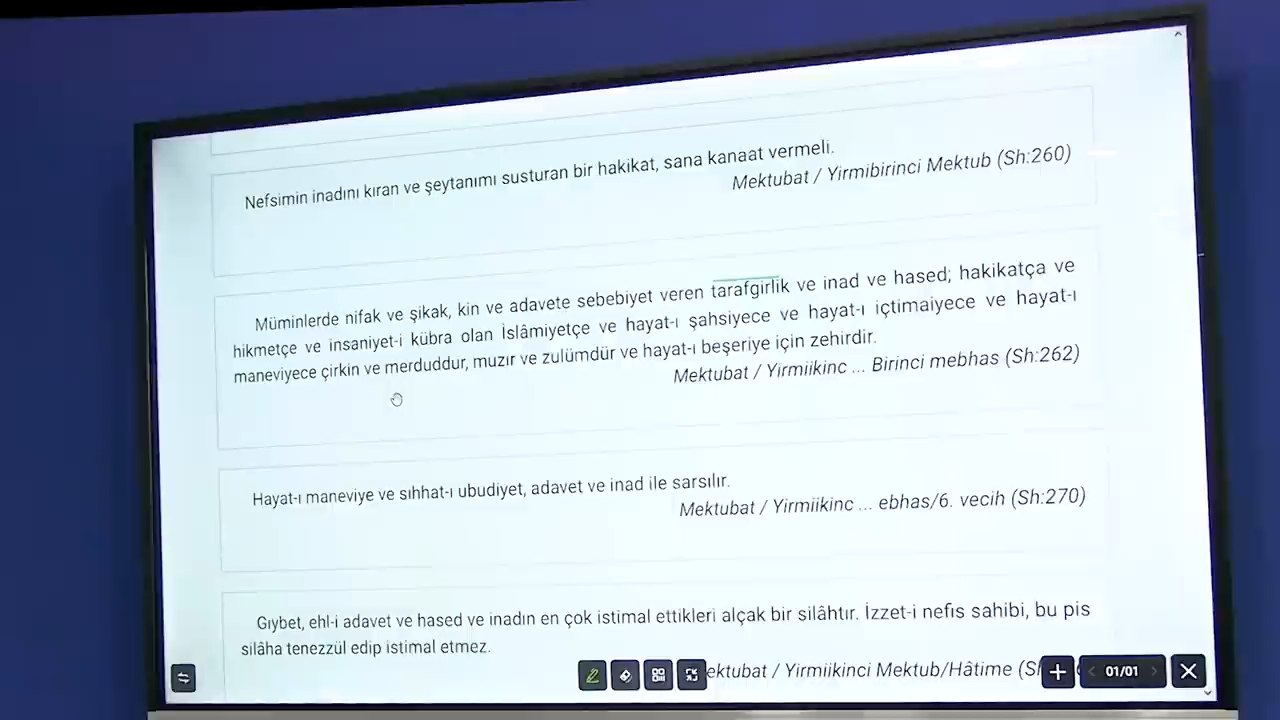 Nefsimin inadını kıran ve şeytanımı susturan bir hakikat, sana kanaat vermeli.
Mektubat / Yirmibirinci Mektub (Sh:260)
Müminlerde nifak ve şikak, kin ve adavete sebebiyet veren tarafgirlik ve inad ve hased; hakikatça ve
hikmetçe ve insaniyet-i kübra olan İslâmiyetçe ve hayat-ı şahsiyece ve hayat-ı içtimaiyece ve hayat-ı
maneviyece çirkin ve merduddur, muzır ve zulümdür ve hayat-ı beşeriye için zehirdir.
Mektubat / Yirmiikinc ... Birinci mebhas (Sh:262)
Hayat-ı maneviye ve sıhhat-ı ubudiyet, adavet ve inad ile sarsılır.
Mektubat / Yirmiikinc ... ebhas/6. vecih (Sh:270)
Gıybet, ehl-i adavet ve hased ve inadın en çok istimal ettikleri alçak bir silâhtır. İzzet-i nefis sahibi, bu pis
silâha tenezzül edip istimal etmez.
ektubat / Yirmiikinci Mektub/Hâtime (S
01/01